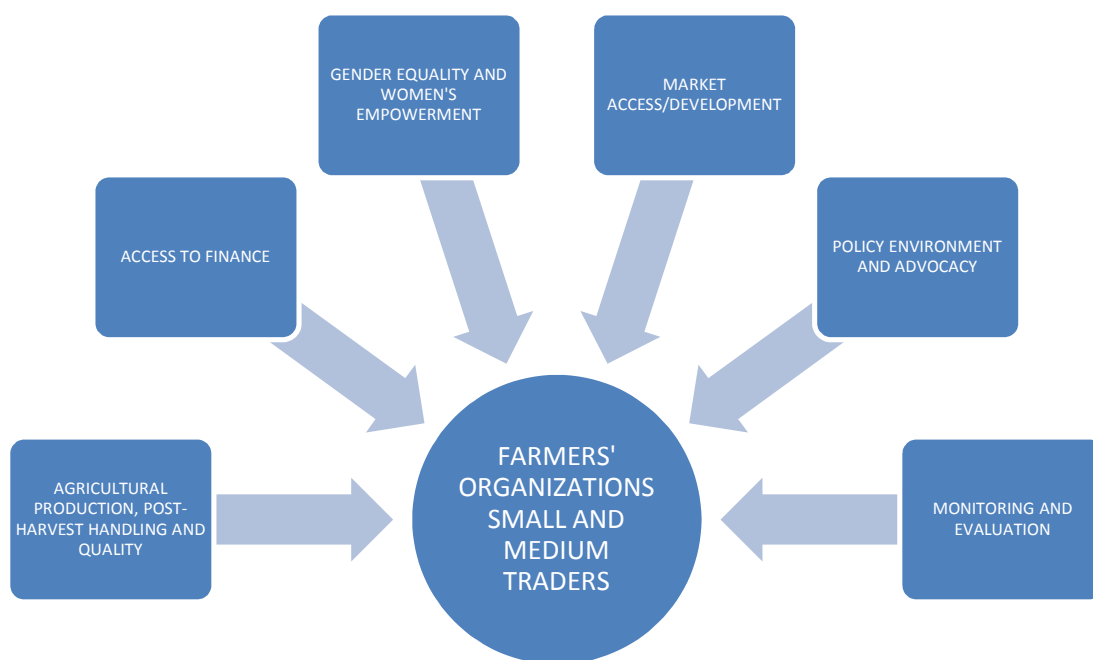 GENDER EQUALITY AND
WOMEN'S
EMPOWERMENT
MARKET
ACCESS/DEVELOPMENT
ACCESS TO FINANCE
POLICY ENVIRONMENT
AND ADVOCACY
AGRICULTURAL
PRODUCTION, POST-
HARVEST HANDLING AND
QUALITY
FARMERS'
ORGANIZATIONS
SMALL AND
MEDIUM
TRADERS
MONITORING AND
EVALUATION